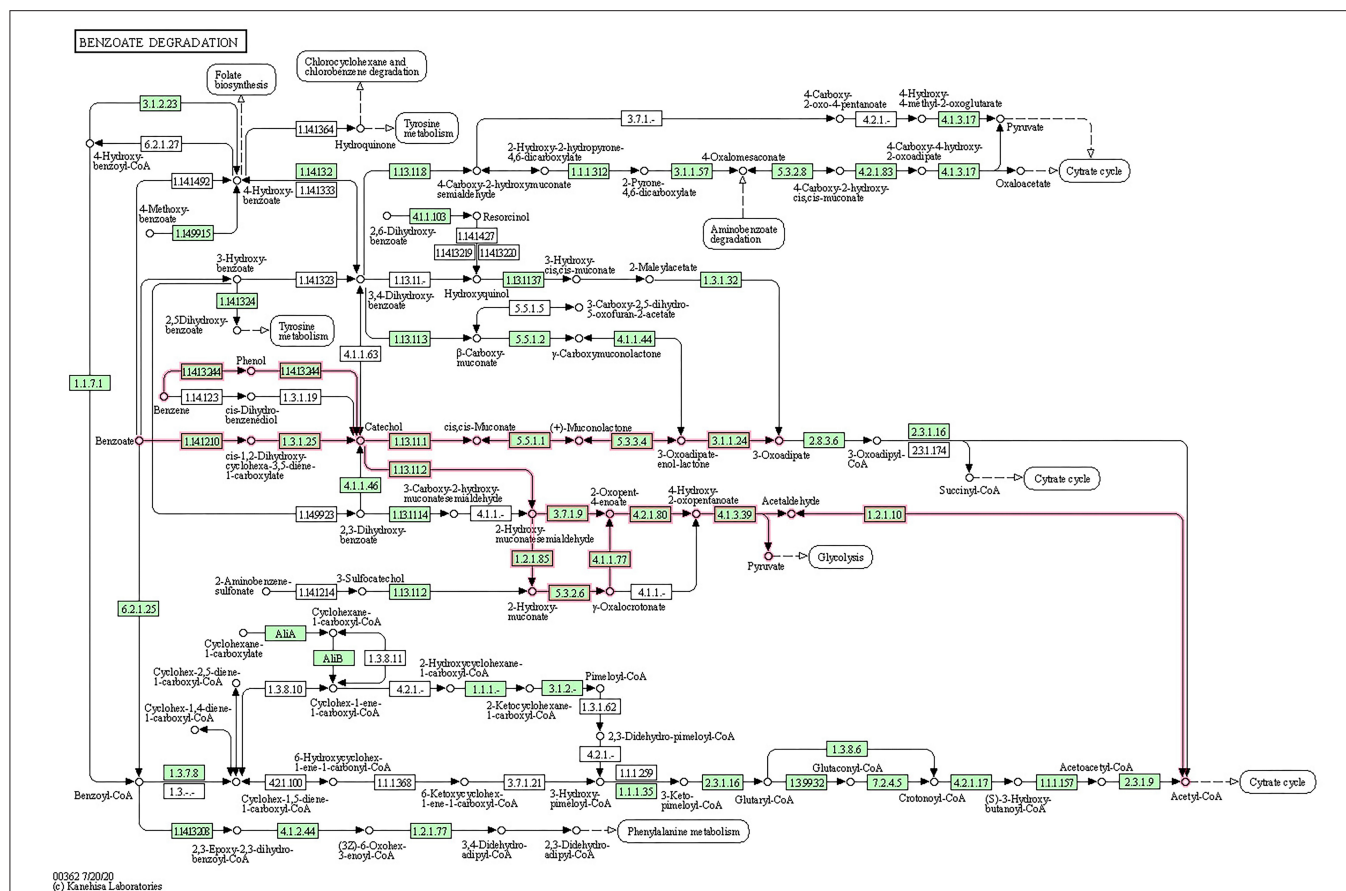 BENZOATE DEGRADATION
Folate
biosynthesis
Chlorocyclohexane and
chlorobenzene degradation
3.1.2.23
6.2.1.27
4-Hydroxy-
benzoyl-CoA
1.14.13.64
Hydroquinone
Tyrosine
metabolism
1.14.14.92
4-Hydroxy-
benzoate
1.14.13.2
1.14.13.33
4-Methoxy-
benzoate
1.14.99.15
3.7.1.-
4-Carboxy-
2-oxo-4-pentanoate
4.2.1.-
4-Hydroxy-
4-methyl-2-oxoglutarate
4.1.3.17
Pyruvate
1.13.11.8
4-Carboxy-2-hydroxymuconate
semialdehyde
2-Hydroxy-2-hydropyrone-
4,6-dicarboxylate
1.1.1.312
2-Pyrone-
4,6-dicarboxylate
3.1.1.57
4-Oxalomesaconate
5.3.2.8
4-Carboxy-2-hydroxy-
cis,cis-muconate
4.2.1.83
4-Carboxy-4-hydroxy-
2-oxoadipate
4.1.3.17
Oxaloacetate
Cytrate cycle
Aminobenzoate
degradation
4.1.1.103
2,6-Dihydroxy-
benzoate
Resorcinol
1.14.14.27
1.14.13.219
1.14.13.220
3-Hydroxy-
benzoate
1.14.13.23
1.14.13.24
2,5Dihydroxy-
benzoate
Tyrosine
metabolism
3,4-Dihydroxy-
benzoate
1.13.11.-
Hydroxyquinol
1.13.11.37
3-Hydroxy-
cis,cis-muconate
2-Maleylacetate
1.3.1.32
5.5.1.5
3-Carboxy-2,5-dihydro-
5-oxofuran-2-acetate
1.13.11.3
β-Carboxy-
muconate
5.5.1.2
γ-Carboxymuconolactone
4.1.1.44
4.1.1.63
1.1.7.1
Phenol
1.14.13.244
1.14.13.244
Benzene
1.14.12.3
cis-Dihydro-
benzenediol
1.3.1.19
Benzoate
1.14.12.10
cis-1,2-Dihydroxy-
cyclohexa-3,5-diene-
1-carboxylate
1.3.1.25
Catechol
1.13.11.1
cis,cis-Muconate
5.5.1.1
(+)-Muconolactone
5.3.3.4
3-Oxoadipate-
enol-lactone
3.1.1.24
3-Oxoadipate
2.8.3.6
3-Oxoadipyl-
CoA
2.3.1.16
2.3.1.174
Succinyl-CoA
Cytrate cycle
1.13.11.2
4.1.1.46
1.14.99.23
2,3-Dihydroxy-
benzoate
1.13.11.14
3-Carboxy-2-hydroxy-
muconatesemialdehyde
4.1.1.-
2-Hydroxy-
muconatesemialdehyde
3.7.1.9
2-Oxopent-
4-enoate
4.2.1.80
4-Hydroxy-
2-oxopentanoate
4.1.3.39
Acetaldehyde
1.2.1.10
Pyruvate
Glycolysis
1.2.1.85
4.1.1.77
2-Aminobenzene-
sulfonate
1.14.12.14
3-Sulfocatechol
1.13.11.2
2-Hydroxy-
muconate
5.3.2.6
γ-Oxalocrotonate
4.1.1.-
6.2.1.25
Cyclohexane-
1-carboxylate
AliA
Cyclohexane-
1-carboxyl-CoA
AliB
1.3.8.11
Cyclohex-2,5-diene-
1-carboxyl-CoA
1.3.8.10
Cyclohex-1-ene-
1-carboxyl-CoA
4.2.1.-
2-Hydroxycyclohexane-
1-carboxyl-CoA
1.1.1.-
2-Ketocyclohexane-
1-carboxyl-CoA
3.1.2.-
Pimeloyl-CoA
1.3.1.62
2,3-Didehydro-pimeloyl-CoA
4.2.1.-
Cyclohex-1,4-diene-
1-carboxyl-CoA
Benzoyl-CoA
1.3.7.8
1.3.-.-
Cyclohex-1,5-diene-
1-carboxyl-CoA
4.2.1.100
6-Hydroxycyclohex-
1-ene-1-carbonyl-CoA
1.1.1.368
6-Ketoxycyclohex-
1-ene-1-carboxyl-CoA
3.7.1.21
3-Hydroxy-
pimeloyl-CoA
1.1.1.259
1.1.1.35
3-Keto-
pimeloyl-CoA
2.3.1.16
Glutaryl-CoA
1.3.8.6
1.3.99.32
Glutaconyl-CoA
7.2.4.5
Crotonoyl-CoA
4.2.1.17
(S)-3-Hydroxy-
butanoyl-CoA
1.1.1.157
Acetoacetyl-CoA
2.3.1.9
Acetyl-CoA
Cytrate cycle
1.14.13.208
2,3-Epoxy-2,3-dihydro-
benzoyl-CoA
4.1.2.44
(3Z)-6-Oxohex-
3-enoyl-CoA
1.2.1.77
3,4-Didehydro-
adipyl-CoA
2,3-Didehydro-
adipyl-CoA
Phenylalanine metabolism
00362 7/20/20
(c) Kanehisa Laboratories